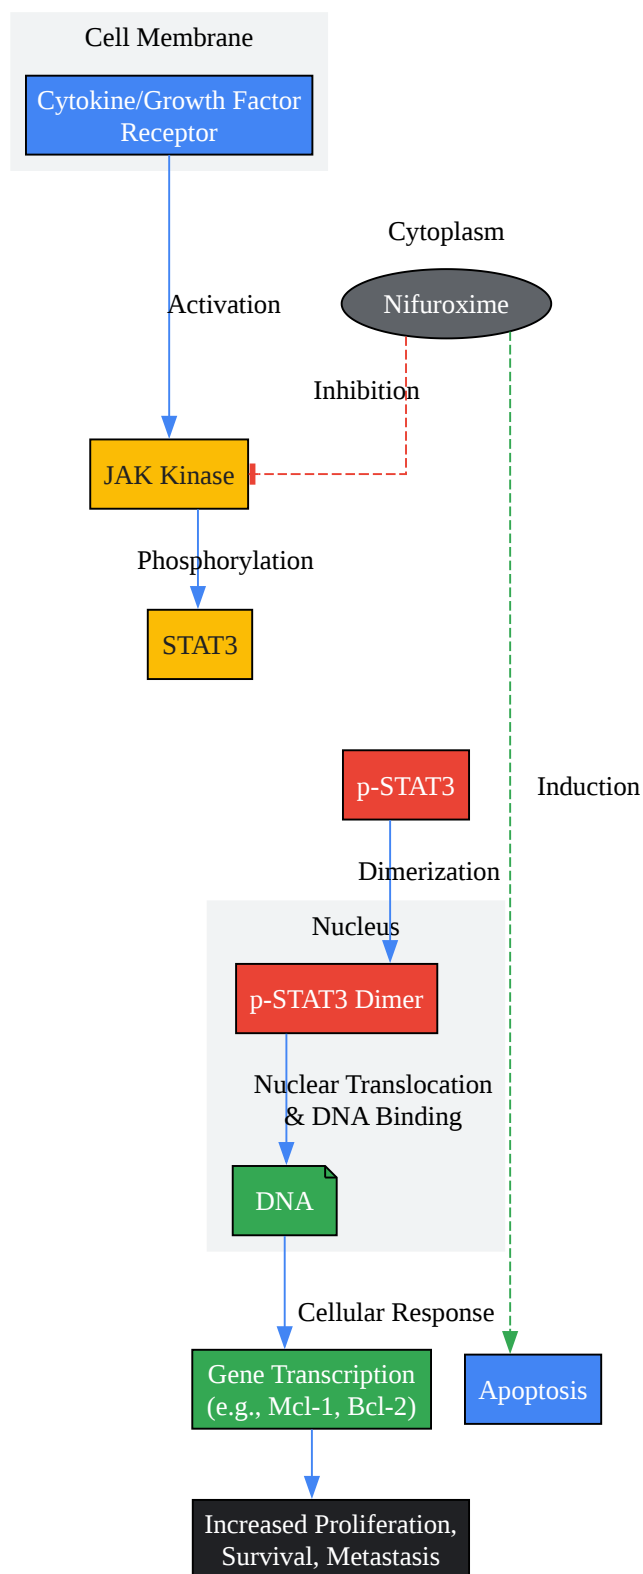 Cell Membrane
Cytokine/Growth Factor
Receptor
Cytoplasm
Activation
Nifuroxime
Inhibition
JAK Kinase
Phosphorylation
STAT3
p-STAT3
Induction
Dimerization
Nucleus
p-STAT3 Dimer
Nuclear Translocation
& DNA Binding
DNA
Cellular Response
Gene Transcription
(e.g., Mcl-1, Bcl-2)
Apoptosis
Increased Proliferation,
Survival, Metastasis